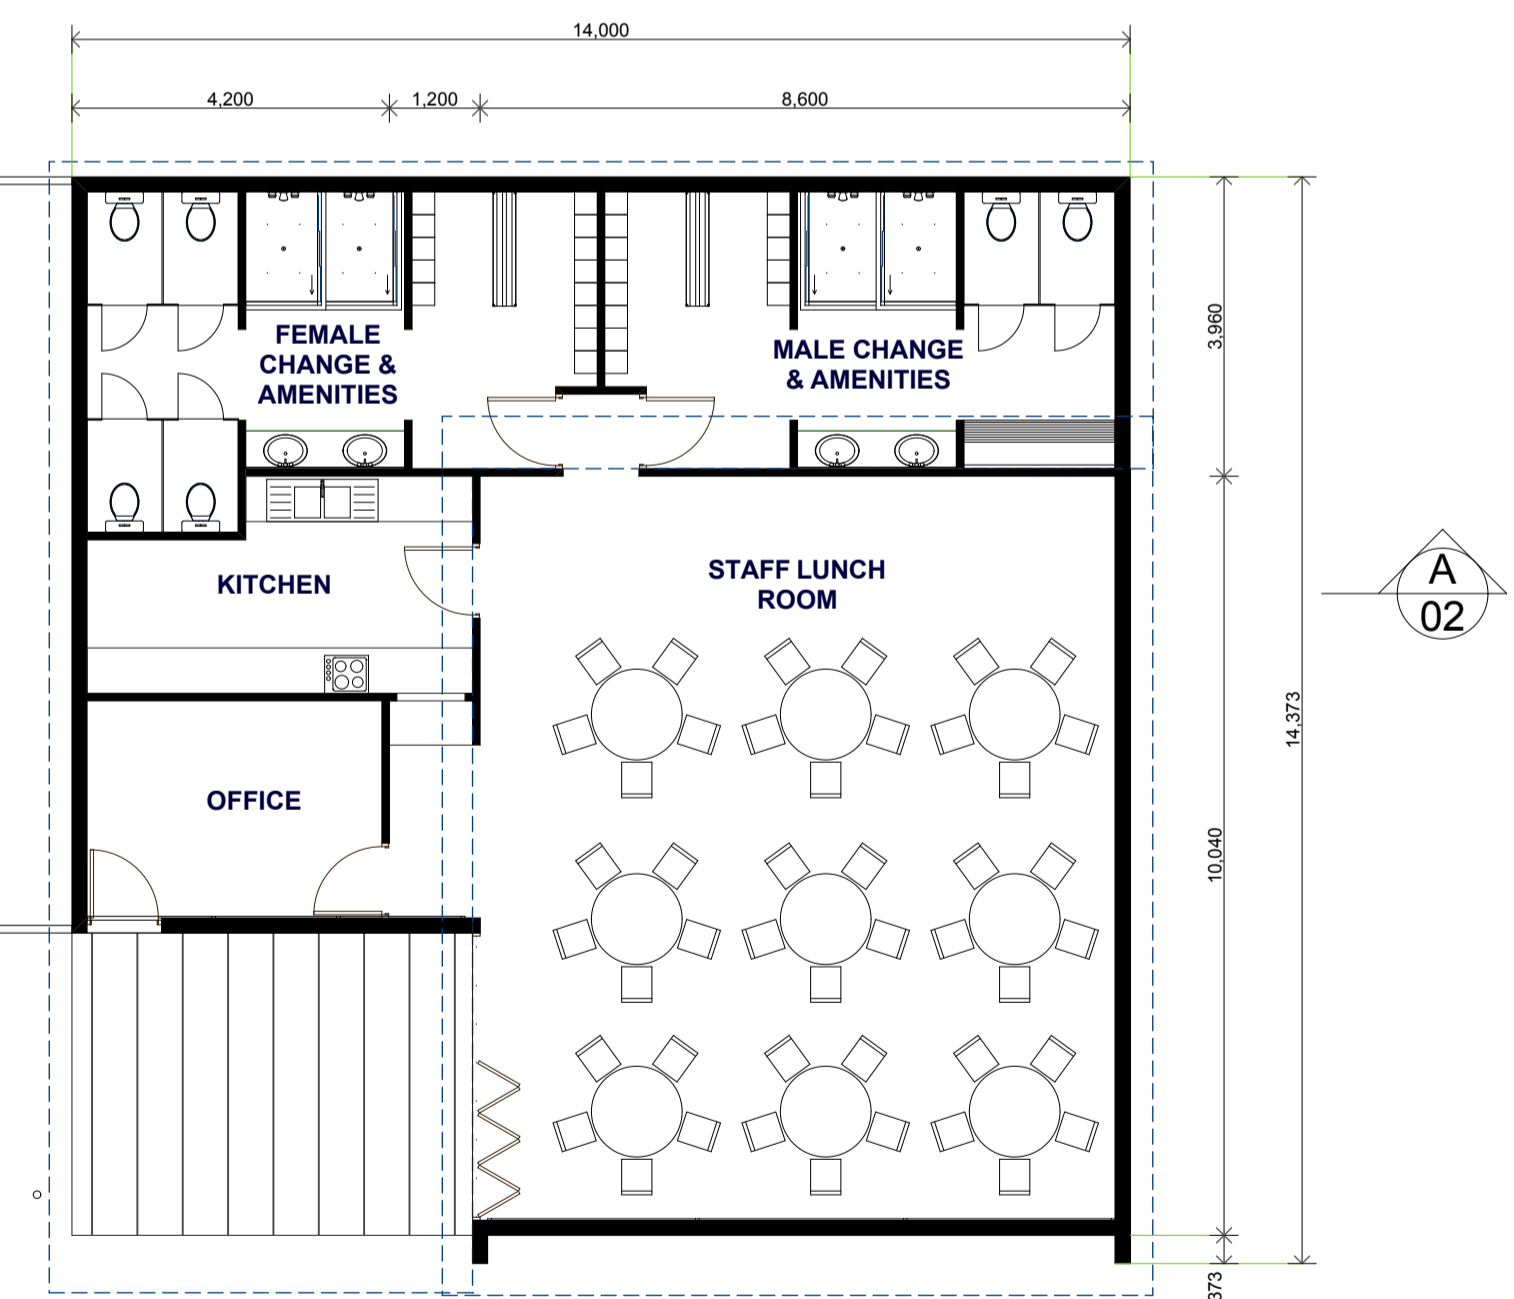 14,000
4,200
1,200
8,600
FEMALE
CHANGE &
AMENITIES
MALE CHANGE
& AMENITIES
3,960
KITCHEN
STAFF LUNCH
ROOM
A
02
14,373
OFFICE
10,040
373